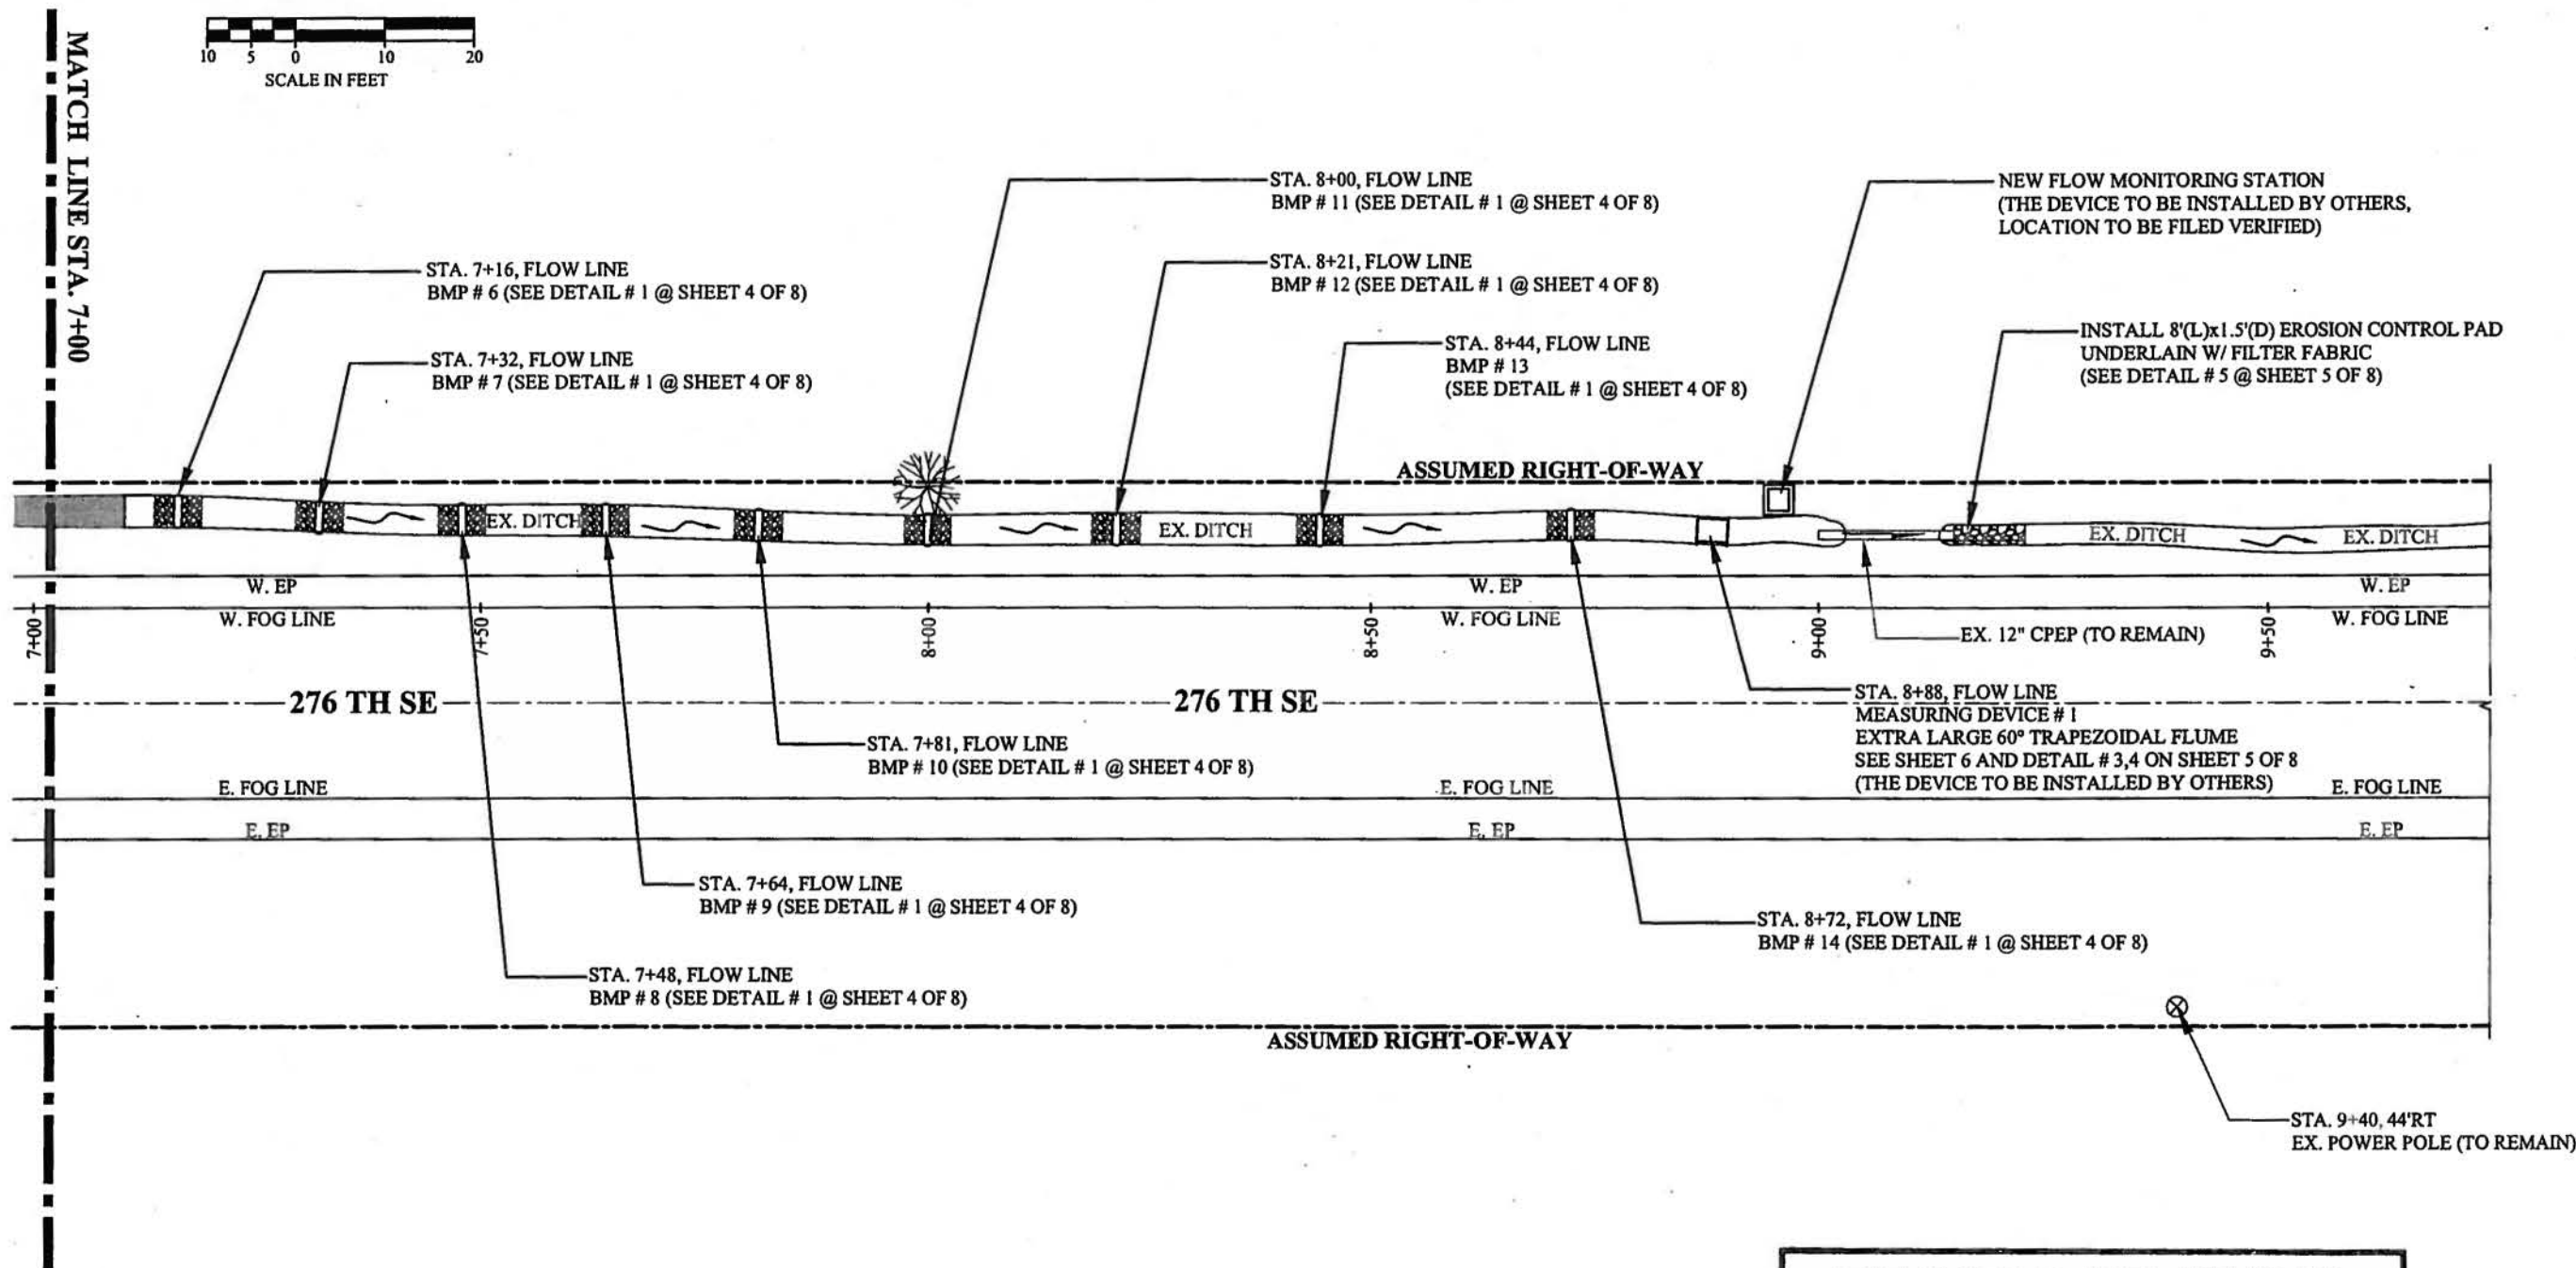 MATCH LINE STA. 7+00
10 5 0 10 20
SCALE IN FEET
STA. 7+16, FLOW LINE
BMP # 6 (SEE DETAIL # 1 @ SHEET 4 OF 8)
STA. 7+32, FLOW LINE
BMP # 7 (SEE DETAIL # 1 @ SHEET 4 OF 8)
STA. 8+00, FLOW LINE
BMP # 11 (SEE DETAIL # 1 @ SHEET 4 OF 8)
STA. 8+21, FLOW LINE
BMP # 12 (SEE DETAIL # 1 @ SHEET 4 OF 8)
STA. 8+44, FLOW LINE
BMP # 13
(SEE DETAIL # 1 @ SHEET 4 OF 8)
NEW FLOW MONITORING STATION
(THE DEVICE TO BE INSTALLED BY OTHERS,
LOCATION TO BE FILED VERIFIED)
INSTALL 8'(L)x1.5'(D) EROSION CONTROL PAD
UNDERLAIN W/ FILTER FABRIC
(SEE DETAIL # 5 @ SHEET 5 OF 8)
ASSUMED RIGHT-OF-WAY
EX. DITCH
EX. DITCH
EX. DITCH
EX. DITCH
W. EP
W. EP
W. EP
W. FOG LINE
W. FOG LINE
W. FOG LINE
7+00
7+50
8+00
8+50
9+00
9+50
EX. 12" CPEP (TO REMAIN)
276 TH SE
276 TH SE
STA. 8+88, FLOW LINE
MEASURING DEVICE # 1
EXTRA LARGE 60° TRAPEZOIDAL FLUME
SEE SHEET 6 AND DETAIL # 3,4 ON SHEET 5 OF 8
(THE DEVICE TO BE INSTALLED BY OTHERS)
STA. 7+81, FLOW LINE
BMP # 10 (SEE DETAIL # 1 @ SHEET 4 OF 8)
E. FOG LINE
E. FOG LINE
E. FOG LINE
E. EP
E. EP
E. EP
STA. 7+64, FLOW LINE
BMP # 9 (SEE DETAIL # 1 @ SHEET 4 OF 8)
STA. 8+72, FLOW LINE
BMP # 14 (SEE DETAIL # 1 @ SHEET 4 OF 8)
STA. 7+48, FLOW LINE
BMP # 8 (SEE DETAIL # 1 @ SHEET 4 OF 8)
ASSUMED RIGHT-OF-WAY
STA. 9+40, 44'RT
EX. POWER POLE (TO REMAIN)